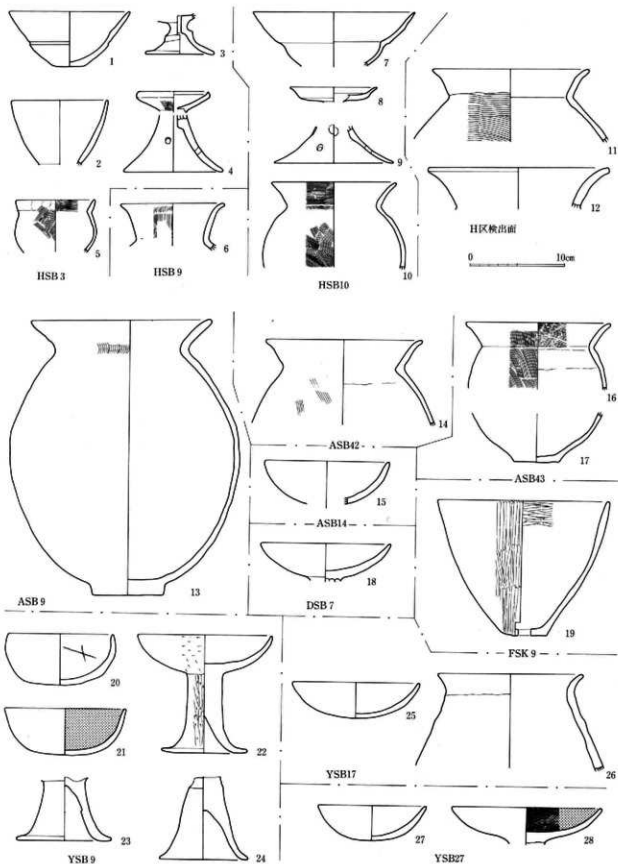 1
3
7
2
4
8
9
11
5
6
10
12
HSB 3
HSB 9
HSB10
H区検出面
0 10cm
13
14
16
ASB42
15
17
ASB14
ASB43
18
19
ASB 9
DSB 7
FSK 9
20
21
22
25
26
YSB17
23
24
27
28
YSB 9
YSB27